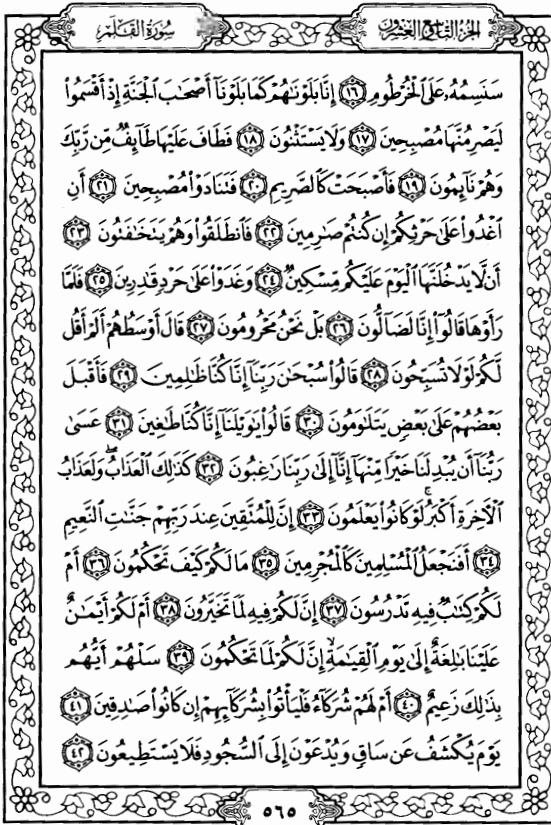 الجزء التاسع والعشرون
سورة القلم
سَنَسِمُهُۥ عَلَى ٱلۡخُرۡطُومِ ١٦ إِنَّا بَلَوۡنَٰهُمۡ كَمَا بَلَوۡنَآ أَصۡحَٰبَ ٱلۡجَنَّةِ إِذۡ أَقۡسَمُواْ
لَيَصۡرِمُنَّهَا مُصۡبِحِينَ ١٧ وَلَا يَسۡتَثۡنُونَ ١٨ فَطَافَ عَلَيۡهَا طَآئِفٞ مِّن رَّبِّكَ
وَهُمۡ نَآئِمُونَ ١٩ فَأَصۡبَحَتۡ كَٱلصَّرِيمِ ٢٠ فَتَنَادَوۡاْ مُصۡبِحِينَ ٢١ أَنِ
ٱغۡدُواْ عَلَىٰ حَرۡثِكُمۡ إِن كُنتُمۡ صَٰرِمِينَ ٢٢ فَٱنطَلَقُواْ وَهُمۡ يَتَخَٰفَتُونَ ٢٣
أَن لَّا يَدۡخُلَنَّهَا ٱلۡيَوۡمَ عَلَيۡكُم مِّسۡكِينٞ ٢٤ وَغَدَوۡاْ عَلَىٰ حَرۡدٖ قَٰدِرِينَ ٢٥ فَلَمَّا
رَأَوۡهَا قَالُوٓاْ إِنَّا لَضَآلُّونَ ٢٦ بَلۡ نَحۡنُ مَحۡرُومُونَ ٢٧ قَالَ أَوۡسَطُهُمۡ أَلَمۡ أَقُل
لَّكُمۡ لَوۡلَا تُسَبِّحُونَ ٢٨ قَالُواْ سُبۡحَٰنَ رَبِّنَآ إِنَّا كُنَّا ظَٰلِمِينَ ٢٩ فَأَقۡبَلَ
بَعۡضُهُمۡ عَلَىٰ بَعۡضٖ يَتَلَٰوَمُونَ ٣٠ قَالُواْ يَٰوَيۡلَنَآ إِنَّا كُنَّا طَٰغِينَ ٣١ عَسَىٰ
رَبُّنَآ أَن يُبۡدِلَنَا خَيۡرٗا مِّنۡهَآ إِنَّآ إِلَىٰ رَبِّنَا رَٰغِبُونَ ٣٢ كَذَٰلِكَ ٱلۡعَذَابُۖ وَلَعَذَابُ
ٱلۡأٓخِرَةِ أَكۡبَرُۚ لَوۡ كَانُواْ يَعۡلَمُونَ ٣٣ إِنَّ لِلۡمُتَّقِينَ عِندَ رَبِّهِمۡ جَنَّٰتِ ٱلنَّعِيمِ
٣٤ أَفَنَجۡعَلُ ٱلۡمُسۡلِمِينَ كَٱلۡمُجۡرِمِينَ ٣٥ مَا لَكُمۡ كَيۡفَ تَحۡكُمُونَ ٣٦ أَمۡ
لَكُمۡ كِتَٰبٞ فِيهِ تَدۡرُسُونَ ٣٧ إِنَّ لَكُمۡ فِيهِ لَمَا تَخَيَّرُونَ ٣٨ أَمۡ لَكُمۡ أَيۡمَٰنٌ
عَلَيۡنَا بَٰلِغَةٌ إِلَىٰ يَوۡمِ ٱلۡقِيَٰمَةِ إِنَّ لَكُمۡ لَمَا تَحۡكُمُونَ ٣٩ سَلۡهُمۡ أَيُّهُم
بِذَٰلِكَ زَعِيمٌ ٤٠ أَمۡ لَهُمۡ شُرَكَآءُ فَلۡيَأۡتُواْ بِشُرَكَآئِهِمۡ إِن كَانُواْ صَٰدِقِينَ ٤١
يَوۡمَ يُكۡشَفُ عَن سَاقٖ وَيُدۡعَوۡنَ إِلَى ٱلسُّجُودِ فَلَا يَسۡتَطِيعُونَ ٤٢
٥٦٥